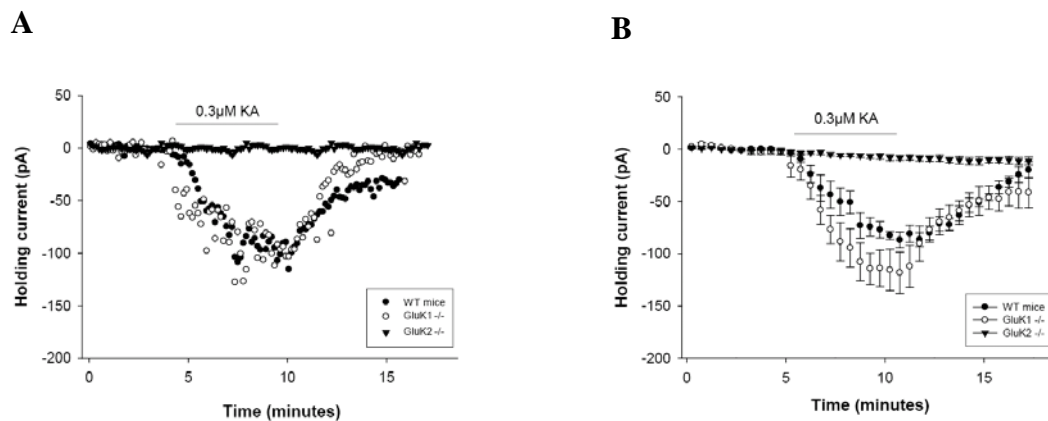 A
50
0
-50
-100
-150
-200
Holding current (pA)
0.3µM KA
WT mice
GluK1 -/-
GluK2 -/-
0 5 10 15
Time (minutes)
B
50
0
-50
-100
-150
-200
Holding current (pA)
0.3µM KA
WT mice
GluK1 -/-
GluK2 -/-
0 5 10 15
Time (minutes)